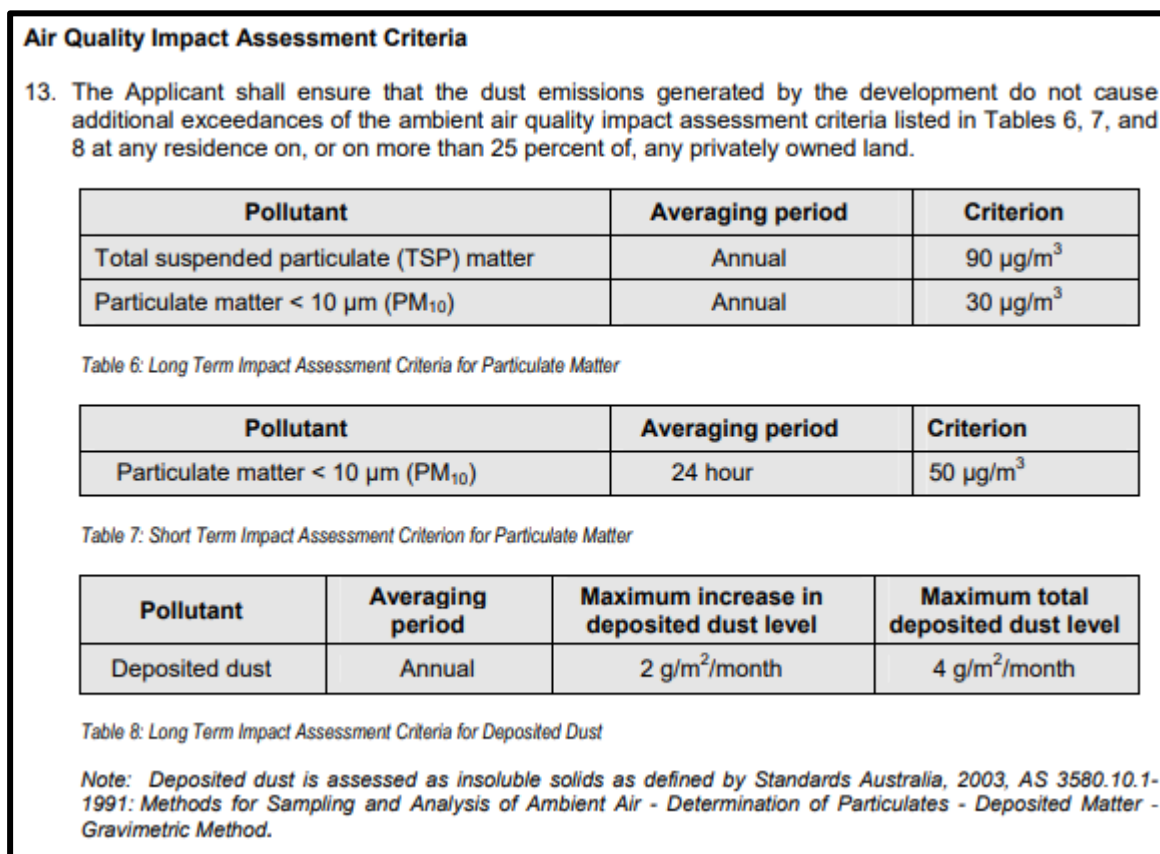 Air Quality Impact Assessment Criteria
13. The Applicant shall ensure that the dust emissions generated by the development do not cause
additional exceedances of the ambient air quality impact assessment criteria listed in Tables 6, 7, and
8 at any residence on, or on more than 25 percent of, any privately owned land.
Pollutant Averaging period Criterion
Total suspended particulate (TSP) matter Annual 90 µg/m³
Particulate matter < 10 µm (PM₁₀) Annual 30 µg/m³
Table 6: Long Term Impact Assessment Criteria for Particulate Matter
Pollutant Averaging period Criterion
Particulate matter < 10 µm (PM₁₀) 24 hour 50 µg/m³
Table 7: Short Term Impact Assessment Criterion for Particulate Matter
Pollutant Averaging period Maximum increase in deposited dust level Maximum total deposited dust level
Deposited dust Annual 2 g/m²/month 4 g/m²/month
Table 8: Long Term Impact Assessment Criteria for Deposited Dust
Note: Deposited dust is assessed as insoluble solids as defined by Standards Australia, 2003, AS 3580.10.1-
1991: Methods for Sampling and Analysis of Ambient Air - Determination of Particulates - Deposited Matter -
Gravimetric Method.